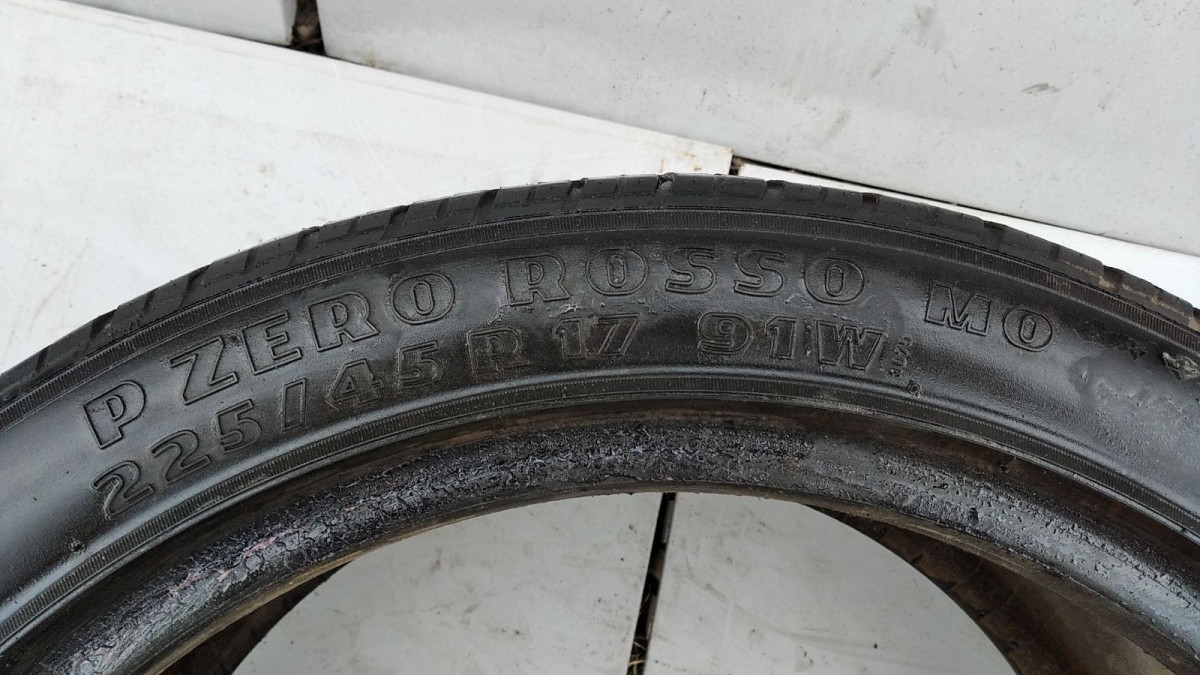 P ZERO ROSSO MO
225/45 R 17 91W